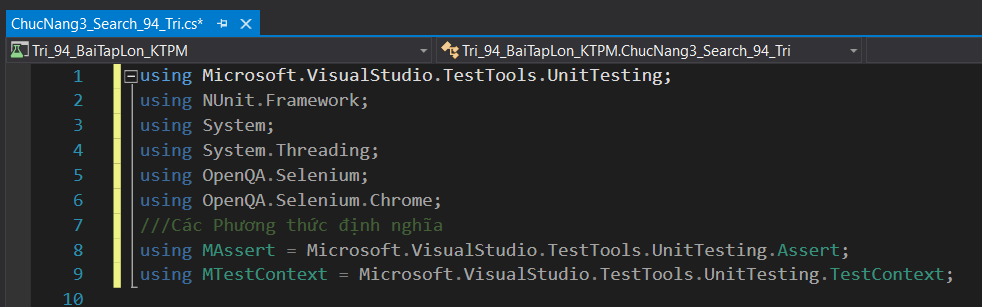 ChucNang3_Search_94_Tri.cs*
Tri_94_BaiTapLon_KTPM Tri_94_BaiTapLon_KTPM.ChucNang3_Search_94_Tri
1 using Microsoft.VisualStudio.TestTools.UnitTesting;
2 using NUnit.Framework;
3 using System;
4 using System.Threading;
5 using OpenQA.Selenium;
6 using OpenQA.Selenium.Chrome;
7 ///Các Phương thức định nghĩa
8 using MAssert = Microsoft.VisualStudio.TestTools.UnitTesting.Assert;
9 using MTestContext = Microsoft.VisualStudio.TestTools.UnitTesting.TestContext;
10